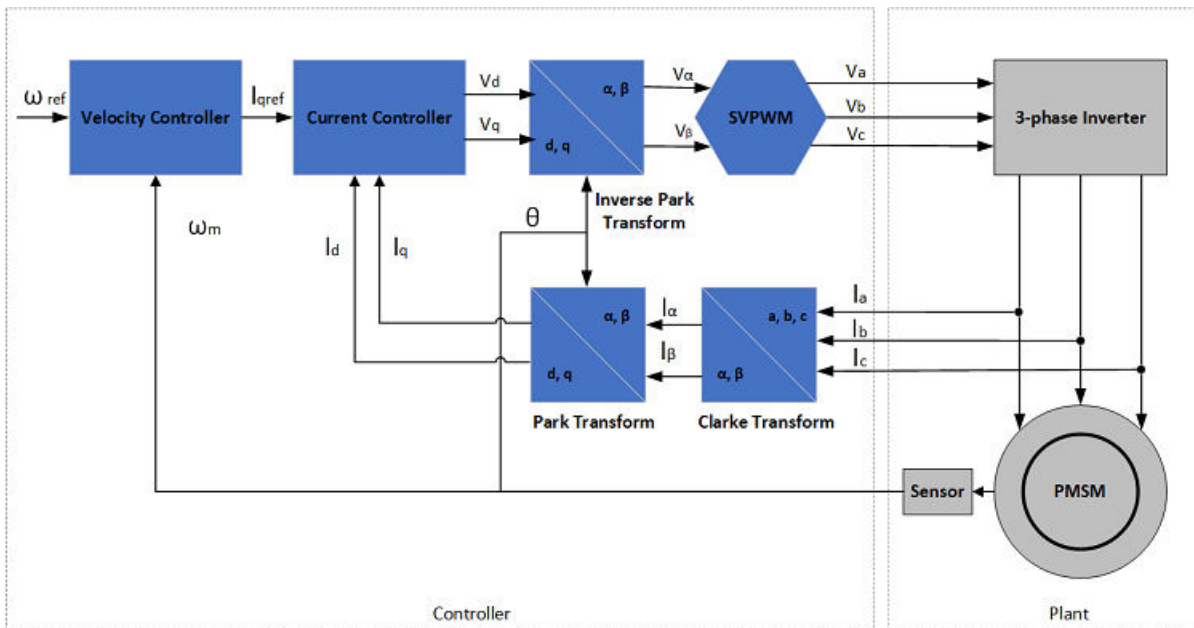 ω ref
Velocity Controller
Iqref
Current Controller
Vd
Vq
α, β
d, q
Inverse Park
Transform
Vα
Vβ
SVPWM
Va
Vb
Vc
3-phase Inverter
ωm
Id
Iq
θ
α, β
d, q
Park Transform
Iα
Iβ
a, b, c
α, β
Clarke Transform
Ia
Ib
Ic
Sensor
PMSM
Controller
Plant